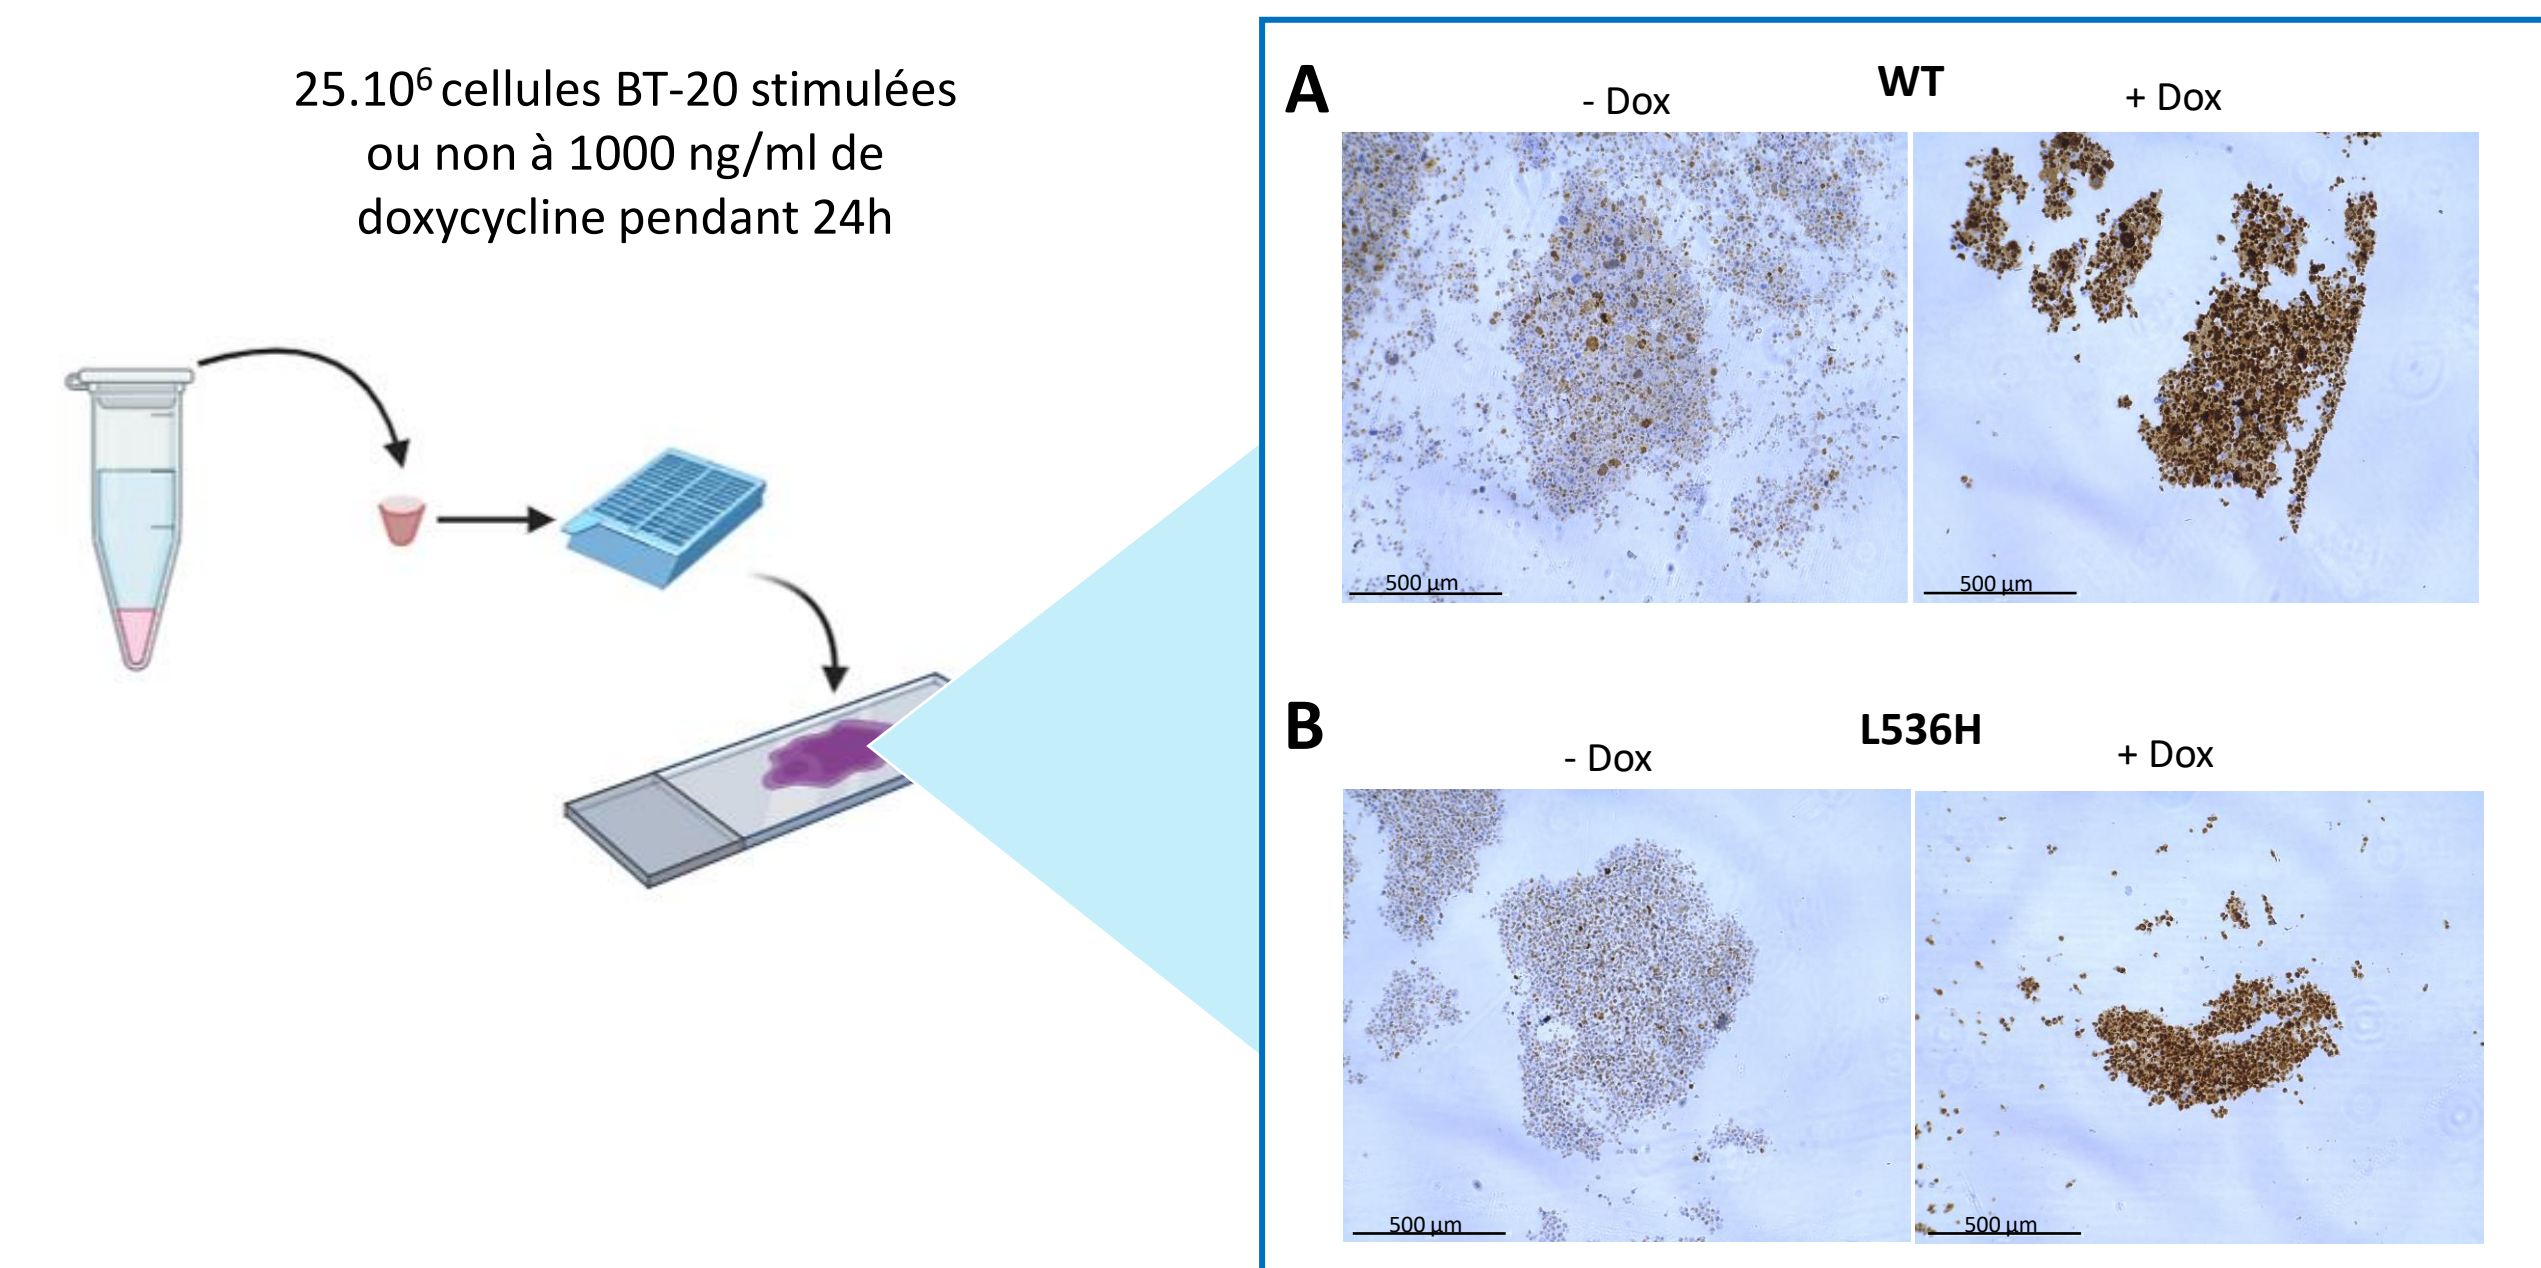 25.10⁶ cellules BT-20 stimulées
ou non à 1000 ng/ml de
doxycycline pendant 24h
A
WT
- Dox
+ Dox
500 µm
500 µm
B
L536H
- Dox
+ Dox
500 µm
500 µm